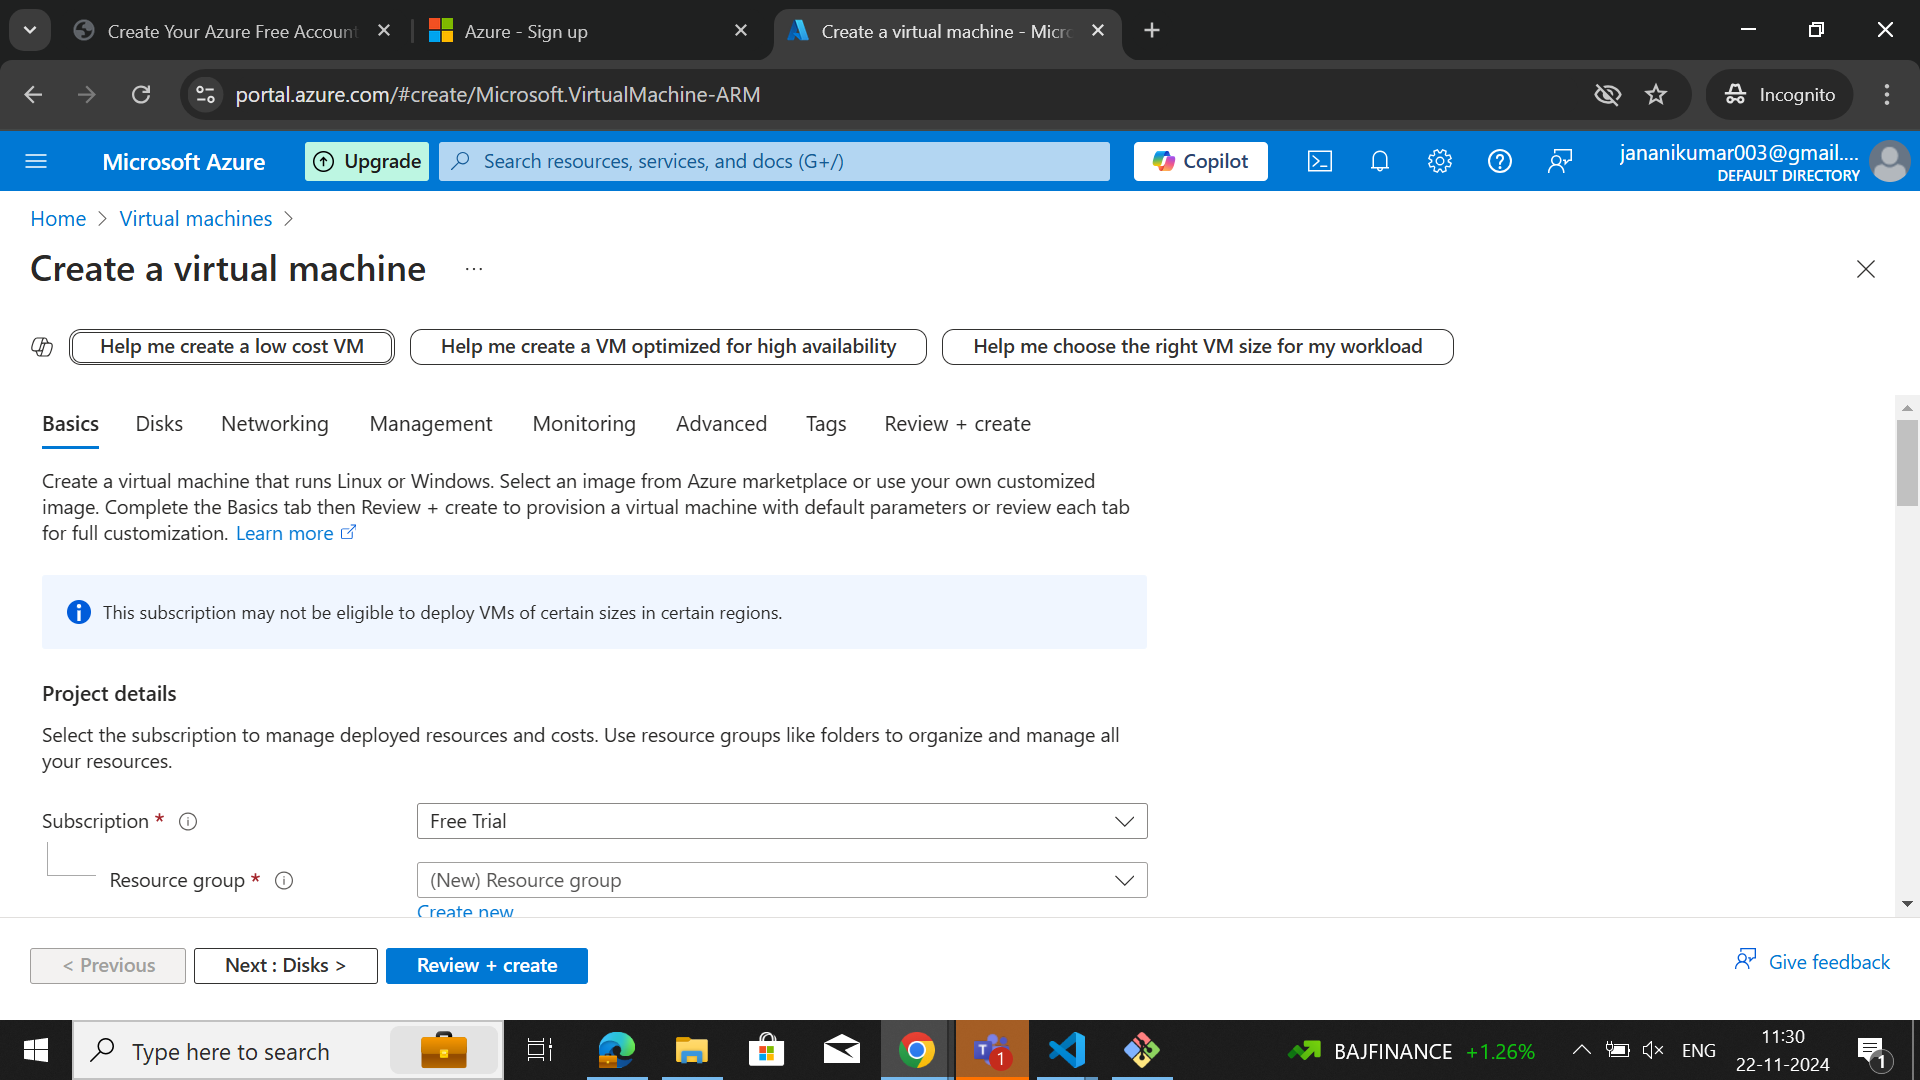 Create Your Azure Free Account
Azure - Sign up
Create a virtual machine - Micro
portal.azure.com/#create/Microsoft.VirtualMachine-ARM
Incognito
Microsoft Azure
Upgrade
Search resources, services, and docs (G+/)
Copilot
jananikumar003@gmail....
DEFAULT DIRECTORY
Home > Virtual machines >
Create a virtual machine ...
Help me create a low cost VM
Help me create a VM optimized for high availability
Help me choose the right VM size for my workload
Basics Disks Networking Management Monitoring Advanced Tags Review + create
Create a virtual machine that runs Linux or Windows. Select an image from Azure marketplace or use your own customized
image. Complete the Basics tab then Review + create to provision a virtual machine with default parameters or review each tab
for full customization. Learn more
This subscription may not be eligible to deploy VMs of certain sizes in certain regions.
Project details
Select the subscription to manage deployed resources and costs. Use resource groups like folders to organize and manage all
your resources.
Subscription *
Free Trial
Resource group *
(New) Resource group
Create new
< Previous
Next : Disks >
Review + create
Give feedback
Type here to search
1
BAJFINANCE +1.26%
ENG
11:30
22-11-2024
1